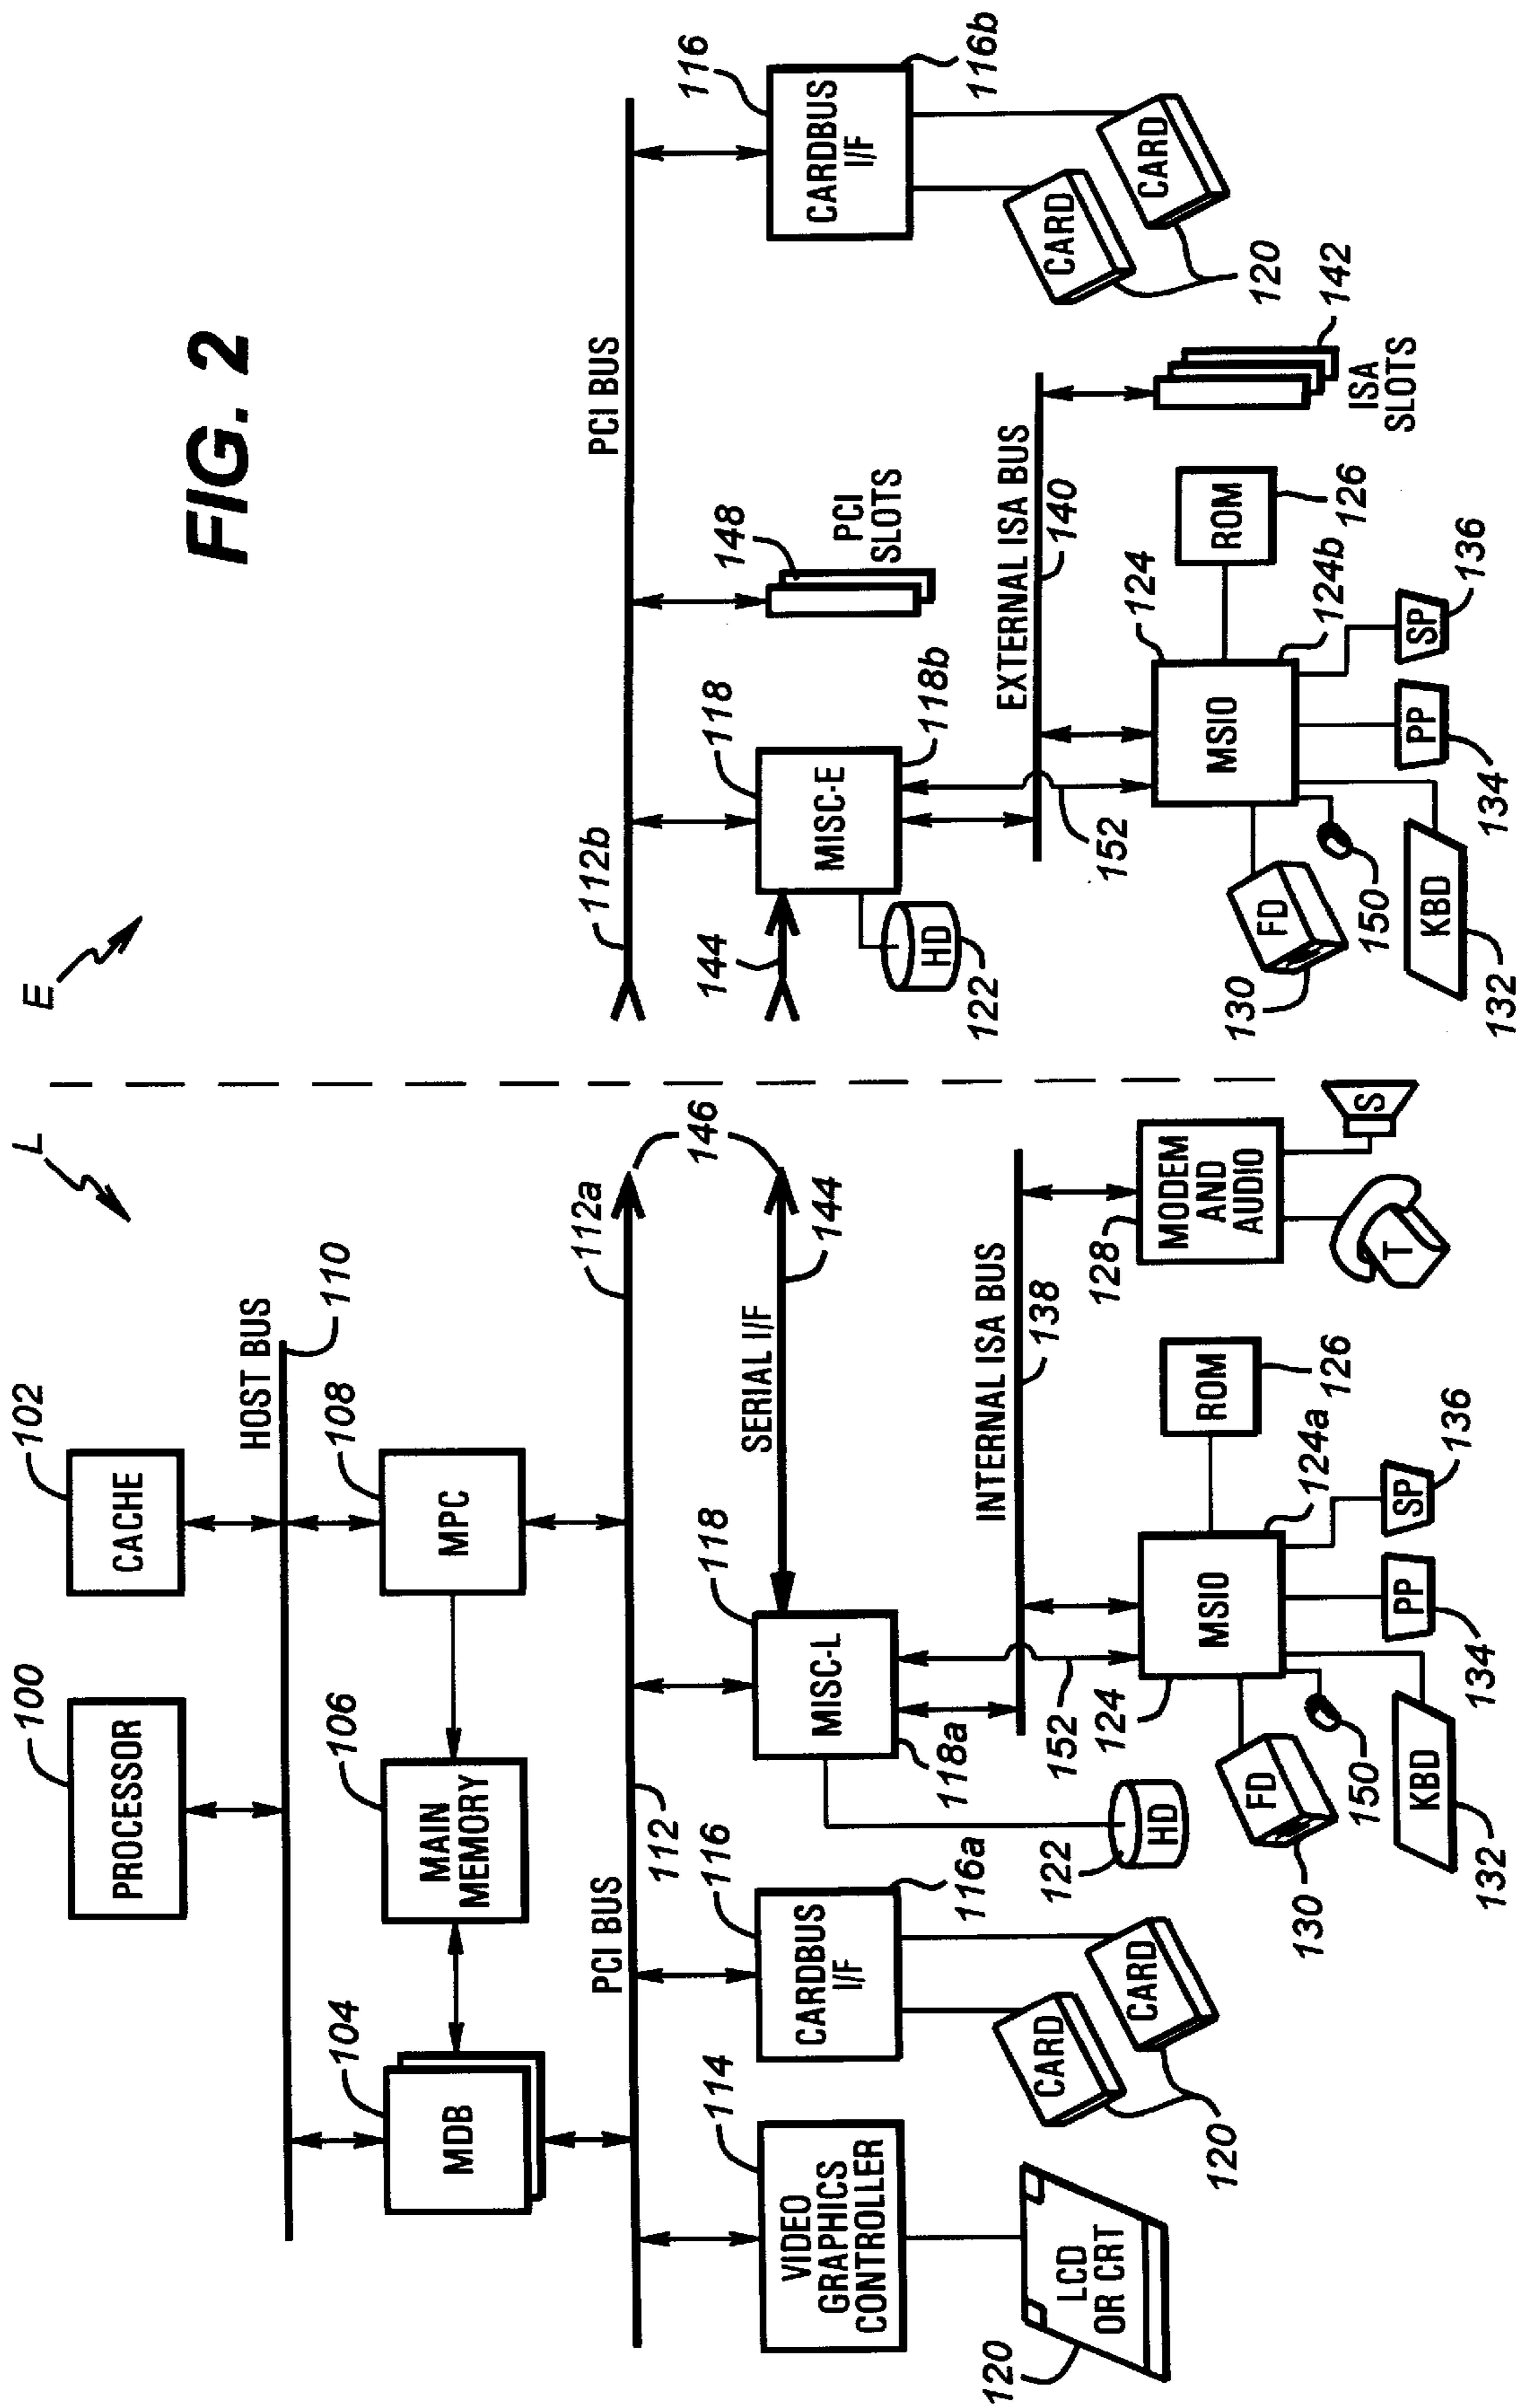 FIG. 2
L
E
100
PROCESSOR
102
CACHE
HOST BUS
110
104
MDB
106
MAIN
MEMORY
108
MPC
PCI BUS
112
112a
146
112b
PCI BUS
114
VIDEO
GRAPHICS
CONTROLLER
116
CARDBUS
I/F
116a
118
MISC-L
118a
SERIAL I/F
144
144
118
MISC-E
118b
148
PCI
SLOTS
116
CARDBUS
I/F
116b
120
LCD
OR CRT
CARD
CARD
120
122
HD
INTERNAL ISA BUS
138
152
HD
122
EXTERNAL ISA BUS
140
152
CARD
CARD
120
124
MSIO
124a
ROM
126
128
MODEM
AND
AUDIO
T
S
124
MSIO
124b
ROM
126
142
ISA
SLOTS
130
FD
150
KBD
132
PP
134
SP
136
130
FD
150
KBD
132
PP
134
SP
136